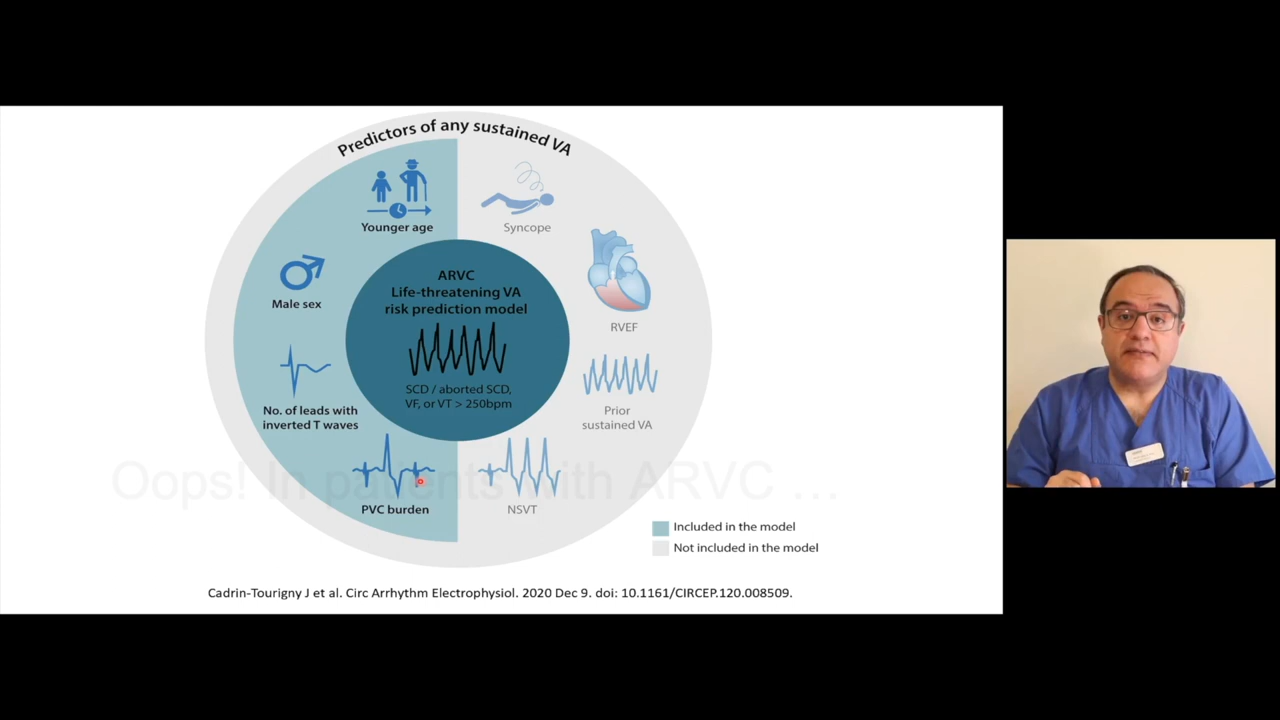 Predictors of any sustained VA
Younger age
Syncope
Male sex
ARVC
Life-threatening VA
risk prediction model
SCD / aborted SCD,
VF, or VT > 250bpm
RVEF
No. of leads with
inverted T waves
Prior
sustained VA
Oops! In patients with ARVC ...
PVC burden
NSVT
Included in the model
Not included in the model
Cadrin-Tourigny J et al. Circ Arrhythm Electrophysiol. 2020 Dec 9. doi: 10.1161/CIRCEP.120.008509.